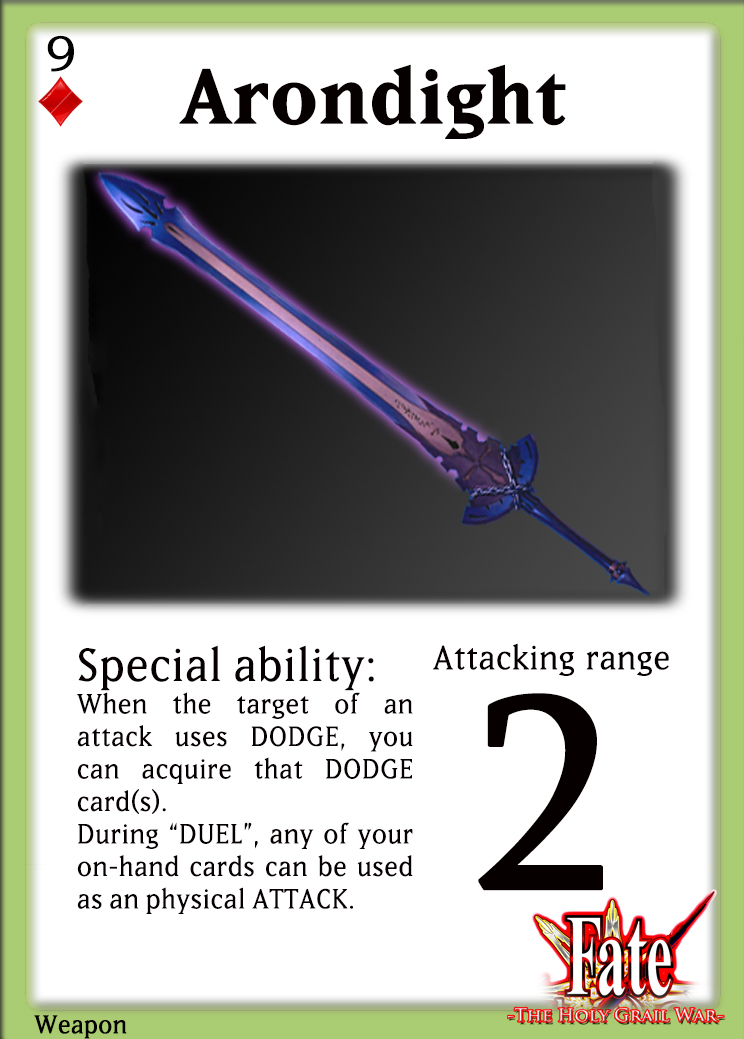 9
Arondight
Special ability:
When the target of an
attack uses DODGE, you
can acquire that DODGE
card(s).
During “DUEL”, any of your
on-hand cards can be used
as an physical ATTACK.
Attacking range
2
Fate
-THE HOLY GRAIL WAR-
Weapon